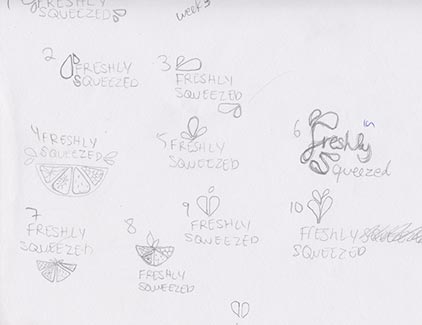 1 FRESHLY
SQUEEZED
week 3
2 FRESHLY
SQUEEZED
3
FRESHLY
SQUEEZED
4 FRESHLY
SQUEEZED
5
FRESHLY
SQUEEZED
6
Freshly
Squeezed
7
FRESHLY
SQUEEZED
8
FRESHLY
SQUEEZED
9
FRESHLY
SQUEEZED
10
FRESHLY
SQUEEZED